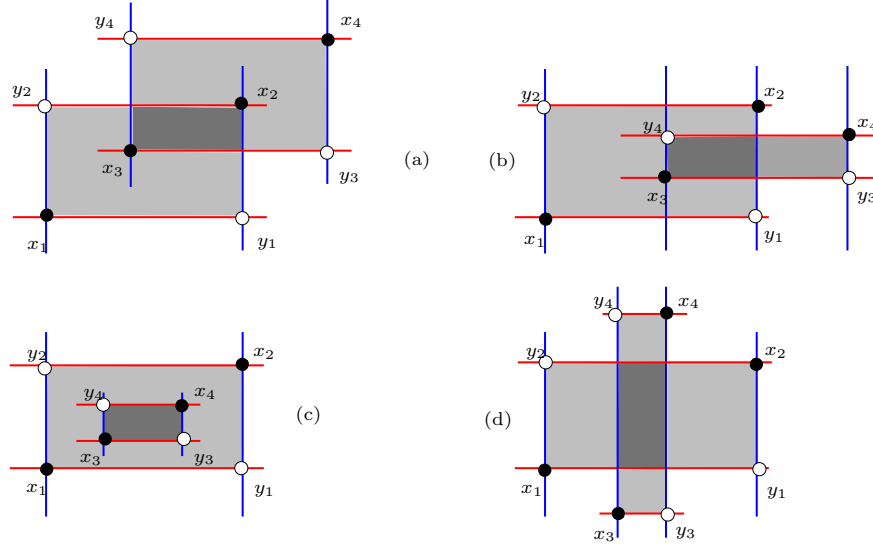 y₄ x₄
y₂ x₂
x₃ y₃
x₁ y₁
(a)
y₂ x₂
y₄ x₄
x₃ y₃
x₁ y₁
(b)
y₂ x₂
y₄ x₄
x₃ y₃
x₁ y₁
(c)
y₄ x₄
y₂ x₂
x₁ y₁
x₃ y₃
(d)